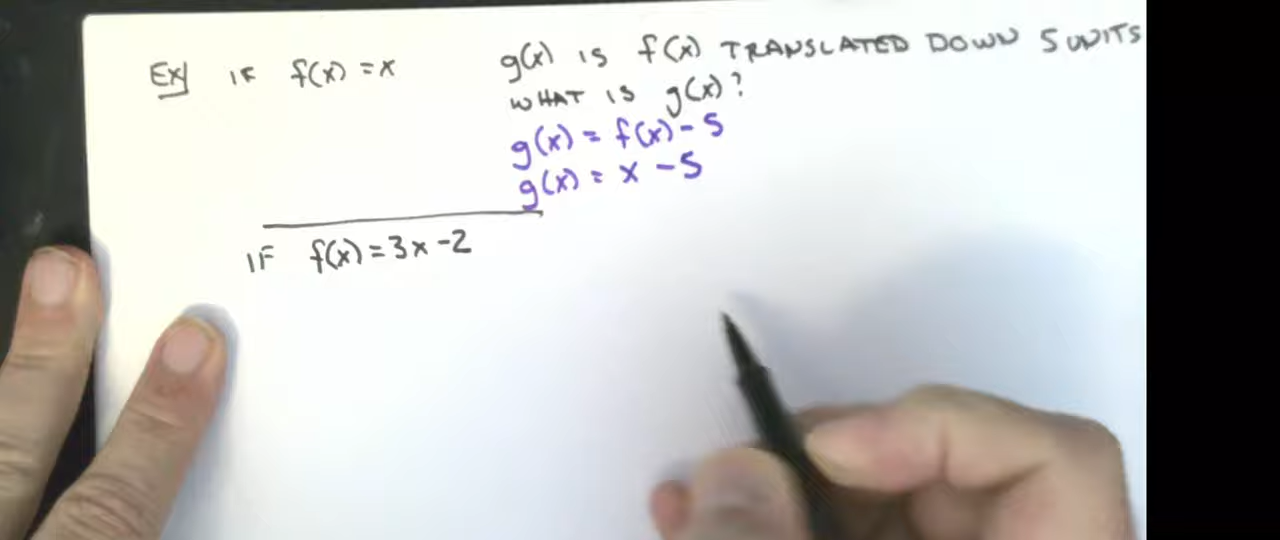 Ex) IF f(x) = x g(x) IS f(x) TRANSLATED DOWN 5 UNITS
WHAT IS g(x)?
g(x) = f(x) - 5
g(x) = x - 5
IF f(x) = 3x - 2